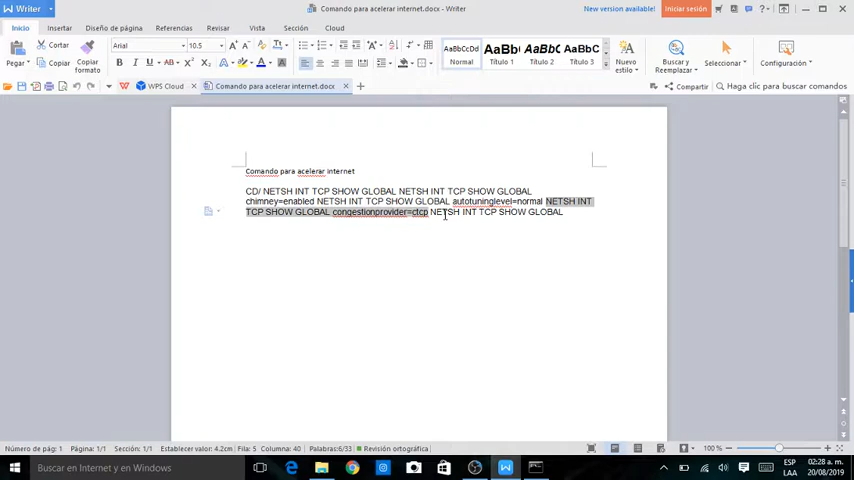 Writer
Comando para acelerar internet.docx - Writer
New version available!
Iniciar sesión
Inicio
Insertar
Diseño de página
Referencias
Revisar
Vista
Sección
Cloud
Pegar
Cortar
Copiar
Copiar formato
Arial
10.5
AaBbCcDd
Normal
AaBb
Título 1
AaBbC
Título 2
AaBbC
Título 3
Nuevo estilo
Buscar y Reemplazar
Seleccionar
Configuración
WPS Cloud
Comando para acelerar internet.docx
Compartir
Haga clic para buscar comandos
Comando para acelerar internet
CD/ NETSH INT TCP SHOW GLOBAL NETSH INT TCP SHOW GLOBAL
chimney=enabled NETSH INT TCP SHOW GLOBAL autotuninglevel=normal NETSH INT
TCP SHOW GLOBAL congestionprovider=ctcp NETSH INT TCP SHOW GLOBAL
Número de pág: 1
Página: 1/1
Sección: 1/1
Establecer valor: 4.2cm
Fila: 5
Columna: 40
Palabras:6/33
Revisión ortográfica
100 %
Buscar en Internet y en Windows
ESP
LAA
02:28 a. m.
20/08/2019